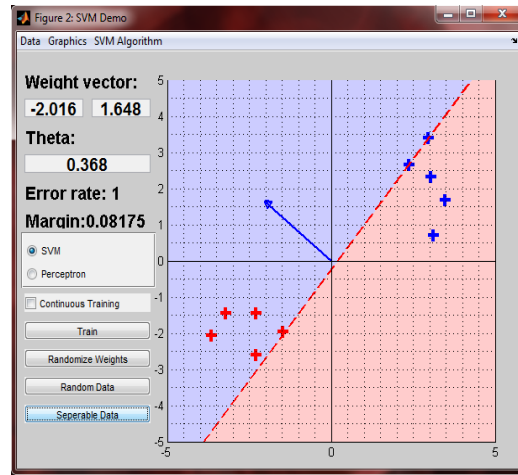 Figure 2: SVM Demo
Data Graphics SVM Algorithm
Weight vector:
-2.016 1.648
Theta:
0.368
Error rate: 1
Margin:0.08175
SVM
Perceptron
Continuous Training
Train
Randomize Weights
Random Data
Seperable Data
5
4
3
2
1
0
-1
-2
-3
-4
-5
-5 0 5